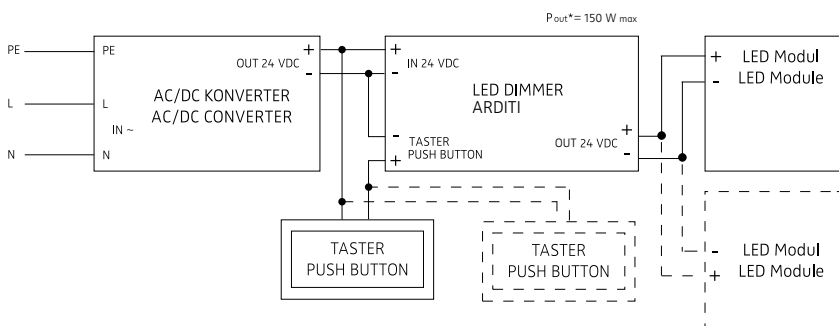 Pout*= 150 W max
PE
PE
OUT 24 VDC
+
-
L
L
AC/DC KONVERTER
AC/DC CONVERTER
IN ~
N
N
+
IN 24 VDC
-
LED DIMMER
ARDITI
-
TASTER
PUSH BUTTON
+
OUT 24 VDC
+
-
+
LED Modul
-
LED Module
TASTER
PUSH BUTTON
TASTER
PUSH BUTTON
-
LED Modul
+
LED Module